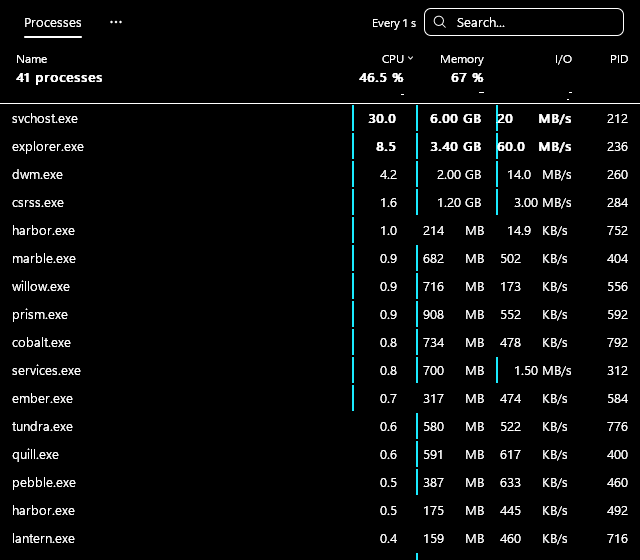 Processes ··· Every 1 s Search...
Name CPU Memory I/O PID
41 processes 46.5 % 67 %
svchost.exe 30.0 6.00 GB 20 MB/s 212
explorer.exe 8.5 3.40 GB 60.0 MB/s 236
dwm.exe 4.2 2.00 GB 14.0 MB/s 260
csrss.exe 1.6 1.20 GB 3.00 MB/s 284
harbor.exe 1.0 214 MB 14.9 KB/s 752
marble.exe 0.9 682 MB 502 KB/s 404
willow.exe 0.9 716 MB 173 KB/s 556
prism.exe 0.9 908 MB 552 KB/s 592
cobalt.exe 0.8 734 MB 478 KB/s 792
services.exe 0.8 700 MB 1.50 MB/s 312
ember.exe 0.7 317 MB 474 KB/s 584
tundra.exe 0.6 580 MB 522 KB/s 776
quill.exe 0.6 591 MB 617 KB/s 400
pebble.exe 0.5 387 MB 633 KB/s 460
harbor.exe 0.5 175 MB 445 KB/s 492
lantern.exe 0.4 159 MB 460 KB/s 716